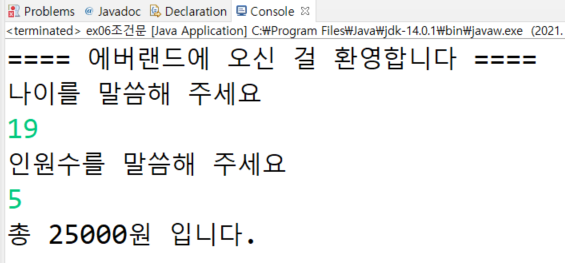 Problems Javadoc Declaration Console
<terminated> ex06조건문 [Java Application] C:\Program Files\Java\jdk-14.0.1\bin\javaw.exe (2021.
==== 에버랜드에 오신 걸 환영합니다 ====
나이를 말씀해 주세요
19
인원수를 말씀해 주세요
5
총 25000원 입니다.